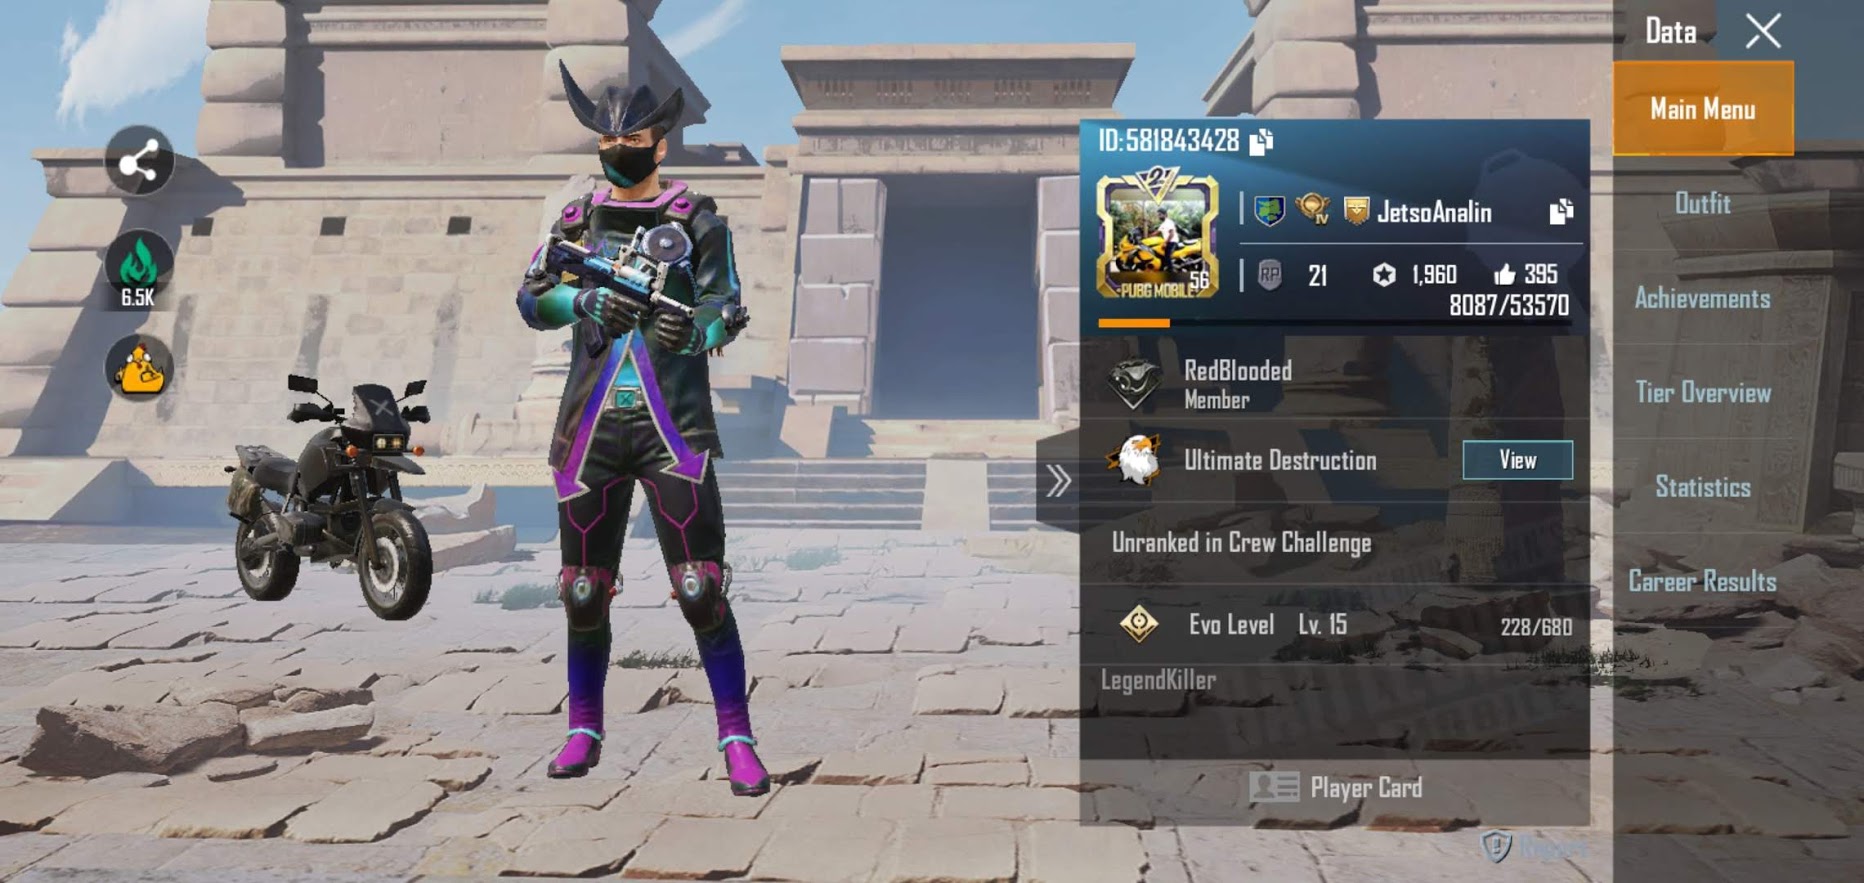 Data
Main Menu
Outfit
Achievements
Tier Overview
Statistics
Career Results
6.5K
ID:581843428
21
PUBG MOBILE
56
IV
JetsoAnalin
RP
21
1,960
395
8087/53570
RedBlooded
Member
Ultimate Destruction
View
Unranked in Crew Challenge
Evo Level Lv. 15
228/680
LegendKiller
Player Card
Report